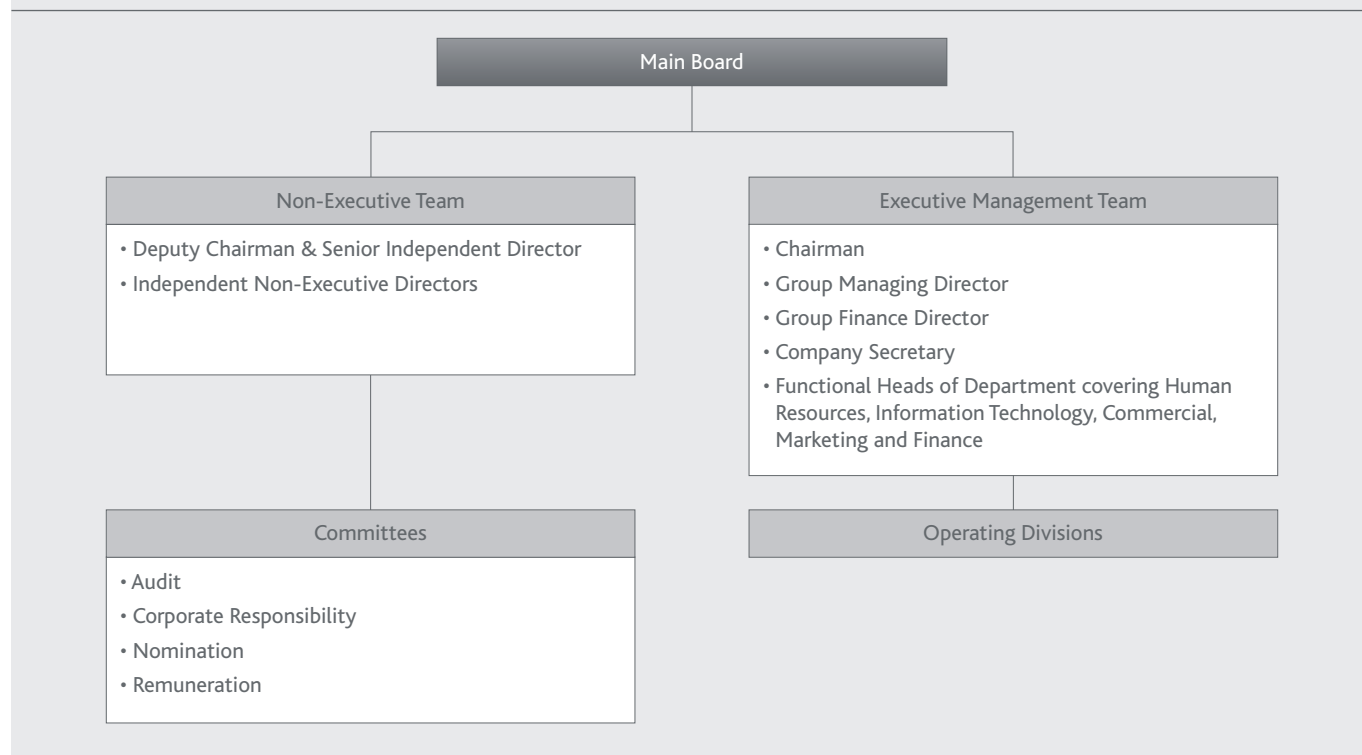 Main Board
Non-Executive Team
• Deputy Chairman & Senior Independent Director
• Independent Non-Executive Directors
Executive Management Team
• Chairman
• Group Managing Director
• Group Finance Director
• Company Secretary
• Functional Heads of Department covering Human
Resources, Information Technology, Commercial,
Marketing and Finance
Committees
• Audit
• Corporate Responsibility
• Nomination
• Remuneration
Operating Divisions